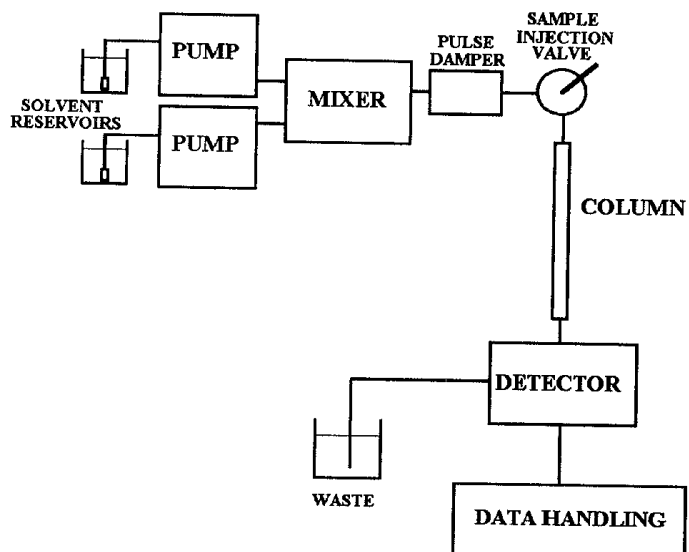 SAMPLE
INJECTION
VALVE
PUMP
PULSE
DAMPER
MIXER
SOLVENT
RESERVOIRS
PUMP
COLUMN
DETECTOR
WASTE
DATA HANDLING